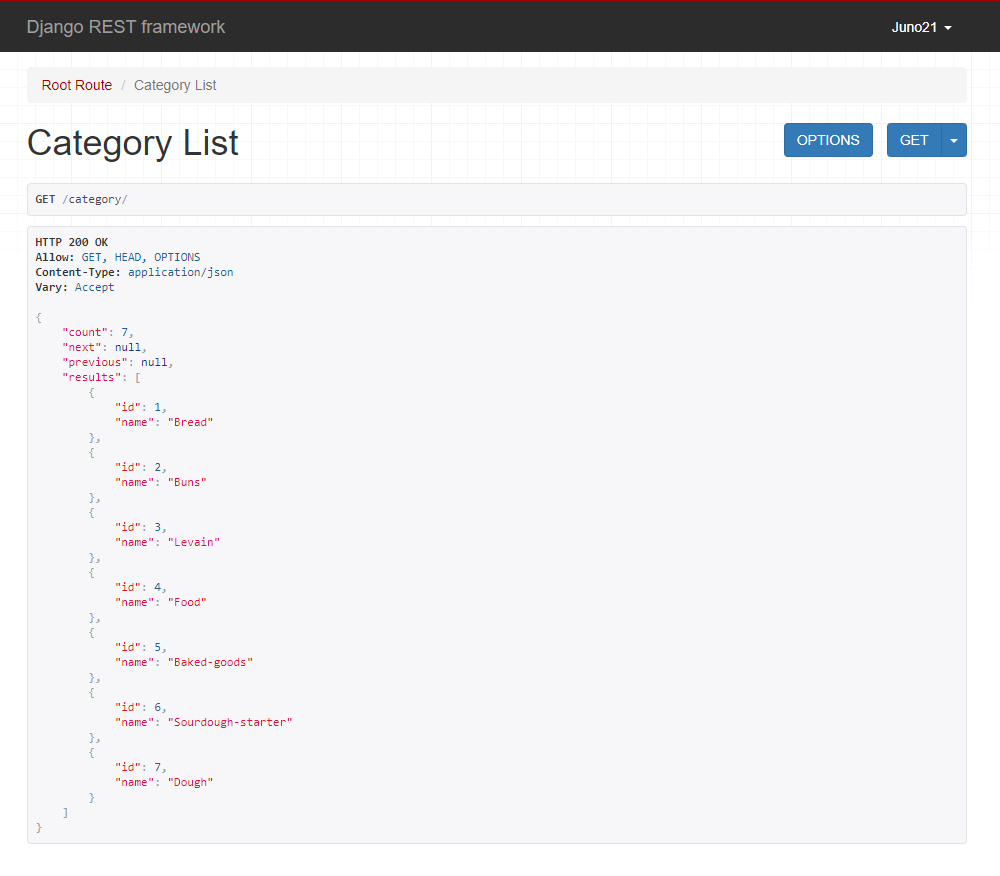 Django REST framework
Juno21
Root Route / Category List
Category List
OPTIONS
GET
GET /category/
HTTP 200 OK
Allow: GET, HEAD, OPTIONS
Content-Type: application/json
Vary: Accept
{
    "count": 7,
    "next": null,
    "previous": null,
    "results": [
        {
            "id": 1,
            "name": "Bread"
        },
        {
            "id": 2,
            "name": "Buns"
        },
        {
            "id": 3,
            "name": "Levain"
        },
        {
            "id": 4,
            "name": "Food"
        },
        {
            "id": 5,
            "name": "Baked-goods"
        },
        {
            "id": 6,
            "name": "Sourdough-starter"
        },
        {
            "id": 7,
            "name": "Dough"
        }
    ]
}